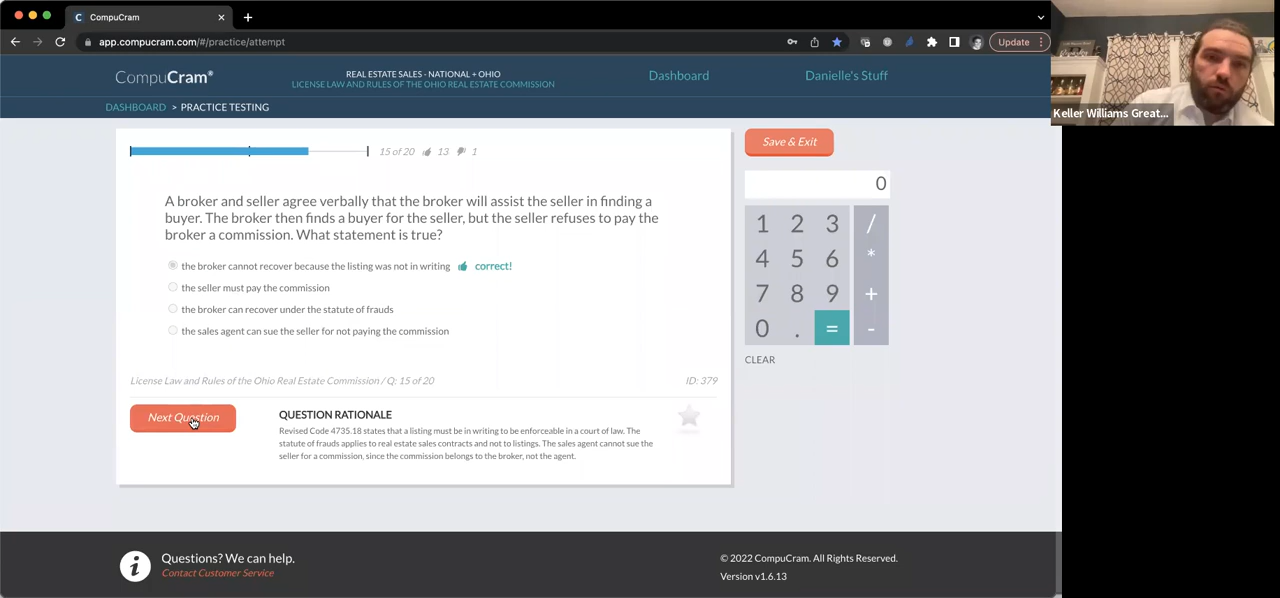 CompuCram
app.compucram.com/#/practice/attempt
Update
CompuCram®
REAL ESTATE SALES - NATIONAL + OHIO
LICENSE LAW AND RULES OF THE OHIO REAL ESTATE COMMISSION
Dashboard
Danielle's Stuff
Keller Williams Great...
DASHBOARD > PRACTICE TESTING
15 of 20 13 1
Save & Exit
A broker and seller agree verbally that the broker will assist the seller in finding a
buyer. The broker then finds a buyer for the seller, but the seller refuses to pay the
broker a commission. What statement is true?
the broker cannot recover because the listing was not in writing correct!
the seller must pay the commission
the broker can recover under the statute of frauds
the sales agent can sue the seller for not paying the commission
0
1 2 3 /
4 5 6 *
7 8 9 +
0 . = -
CLEAR
License Law and Rules of the Ohio Real Estate Commission / Q: 15 of 20
ID: 379
Next Question
QUESTION RATIONALE
Revised Code 4735.18 states that a listing must be in writing to be enforceable in a court of law. The
statute of frauds applies to real estate sales contracts and not to listings. The sales agent cannot sue the
seller for a commission, since the commission belongs to the broker, not the agent.
Questions? We can help.
Contact Customer Service
© 2022 CompuCram. All Rights Reserved.
Version v1.6.13